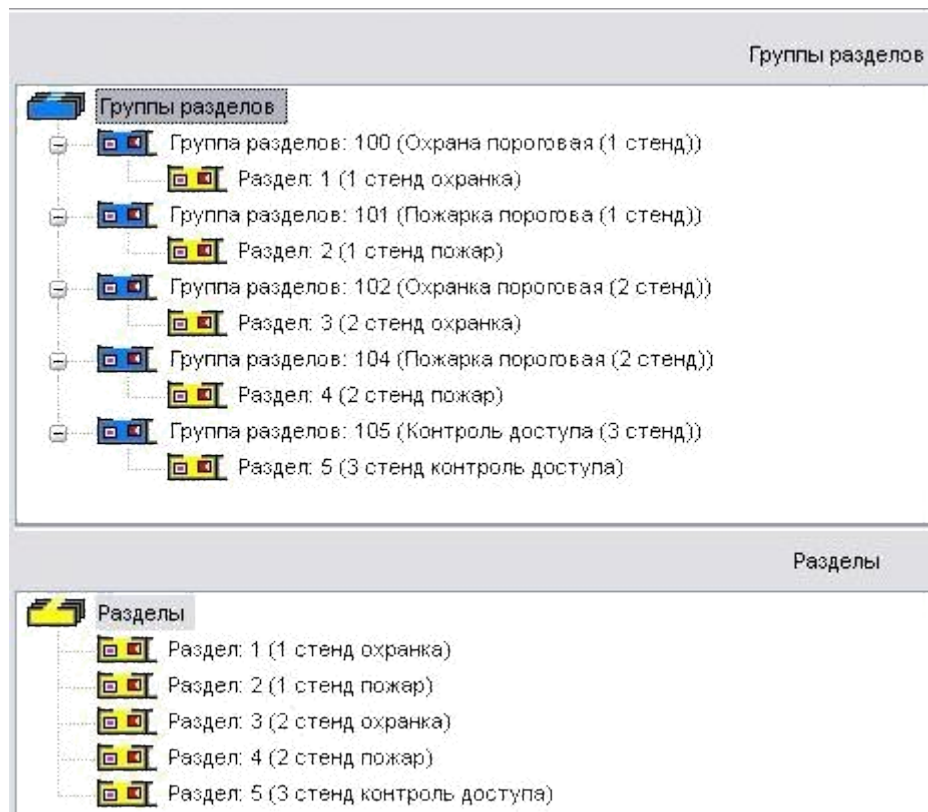 Группы разделов
Группы разделов
Группа разделов: 100 (Охрана пороговая (1 стенд))
Раздел: 1 (1 стенд охранка)
Группа разделов: 101 (Пожарка порогова (1 стенд))
Раздел: 2 (1 стенд пожар)
Группа разделов: 102 (Охранка пороговая (2 стенд))
Раздел: 3 (2 стенд охранка)
Группа разделов: 104 (Пожарка пороговая (2 стенд))
Раздел: 4 (2 стенд пожар)
Группа разделов: 105 (Контроль доступа (3 стенд))
Раздел: 5 (3 стенд контроль доступа)
Разделы
Разделы
Раздел: 1 (1 стенд охранка)
Раздел: 2 (1 стенд пожар)
Раздел: 3 (2 стенд охранка)
Раздел: 4 (2 стенд пожар)
Раздел: 5 (3 стенд контроль доступа)